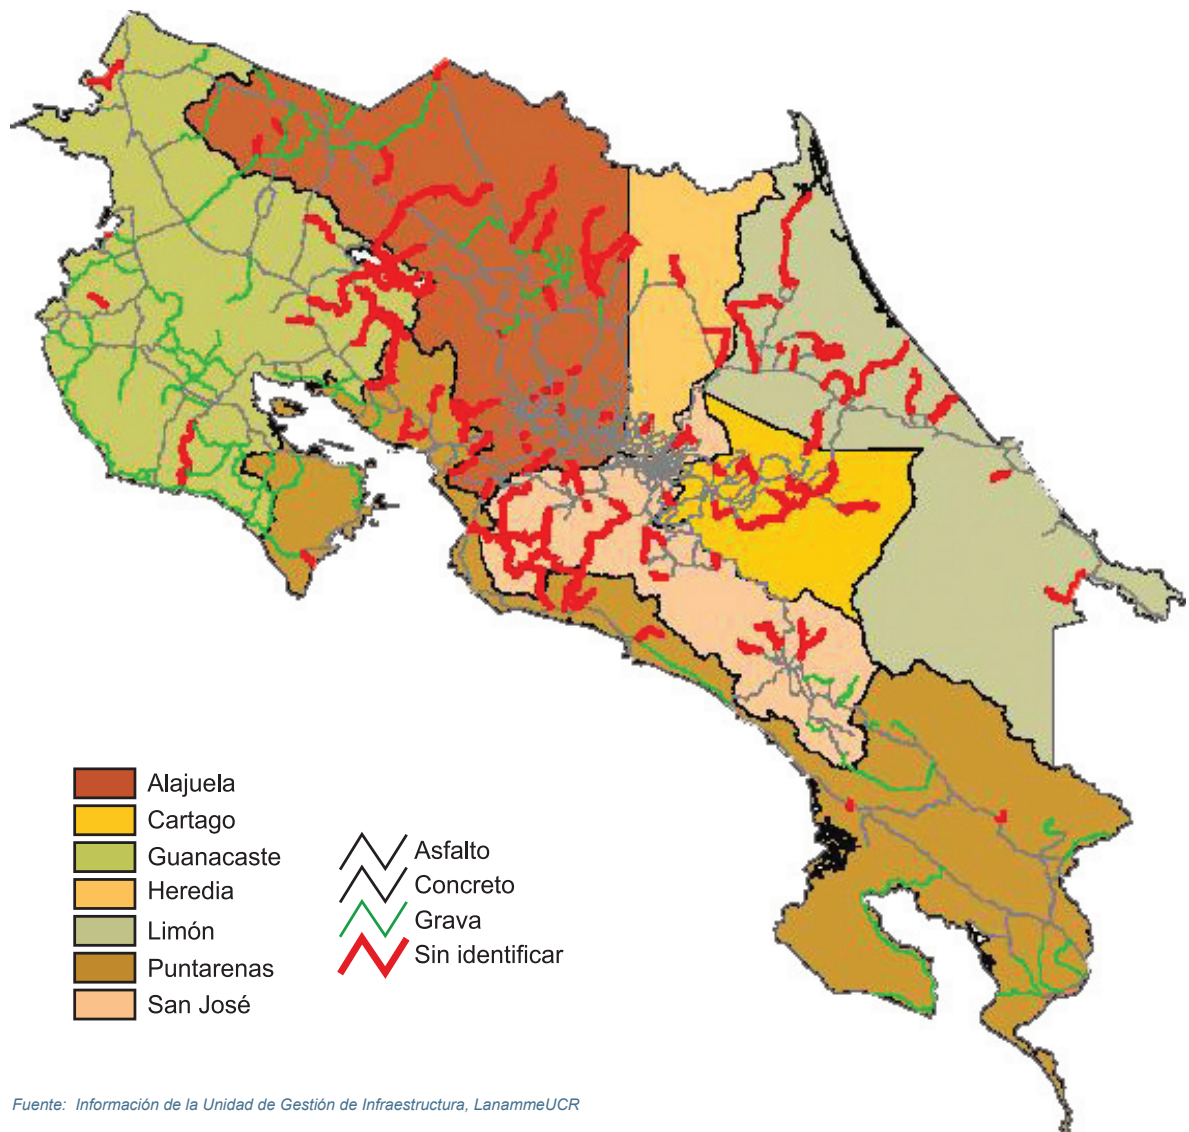 Alajuela
Cartago
Guanacaste
Heredia
Limón
Puntarenas
San José
Asfalto
Concreto
Grava
Sin identificar
Fuente: Información de la Unidad de Gestión de Infraestructura, LanammeUCR